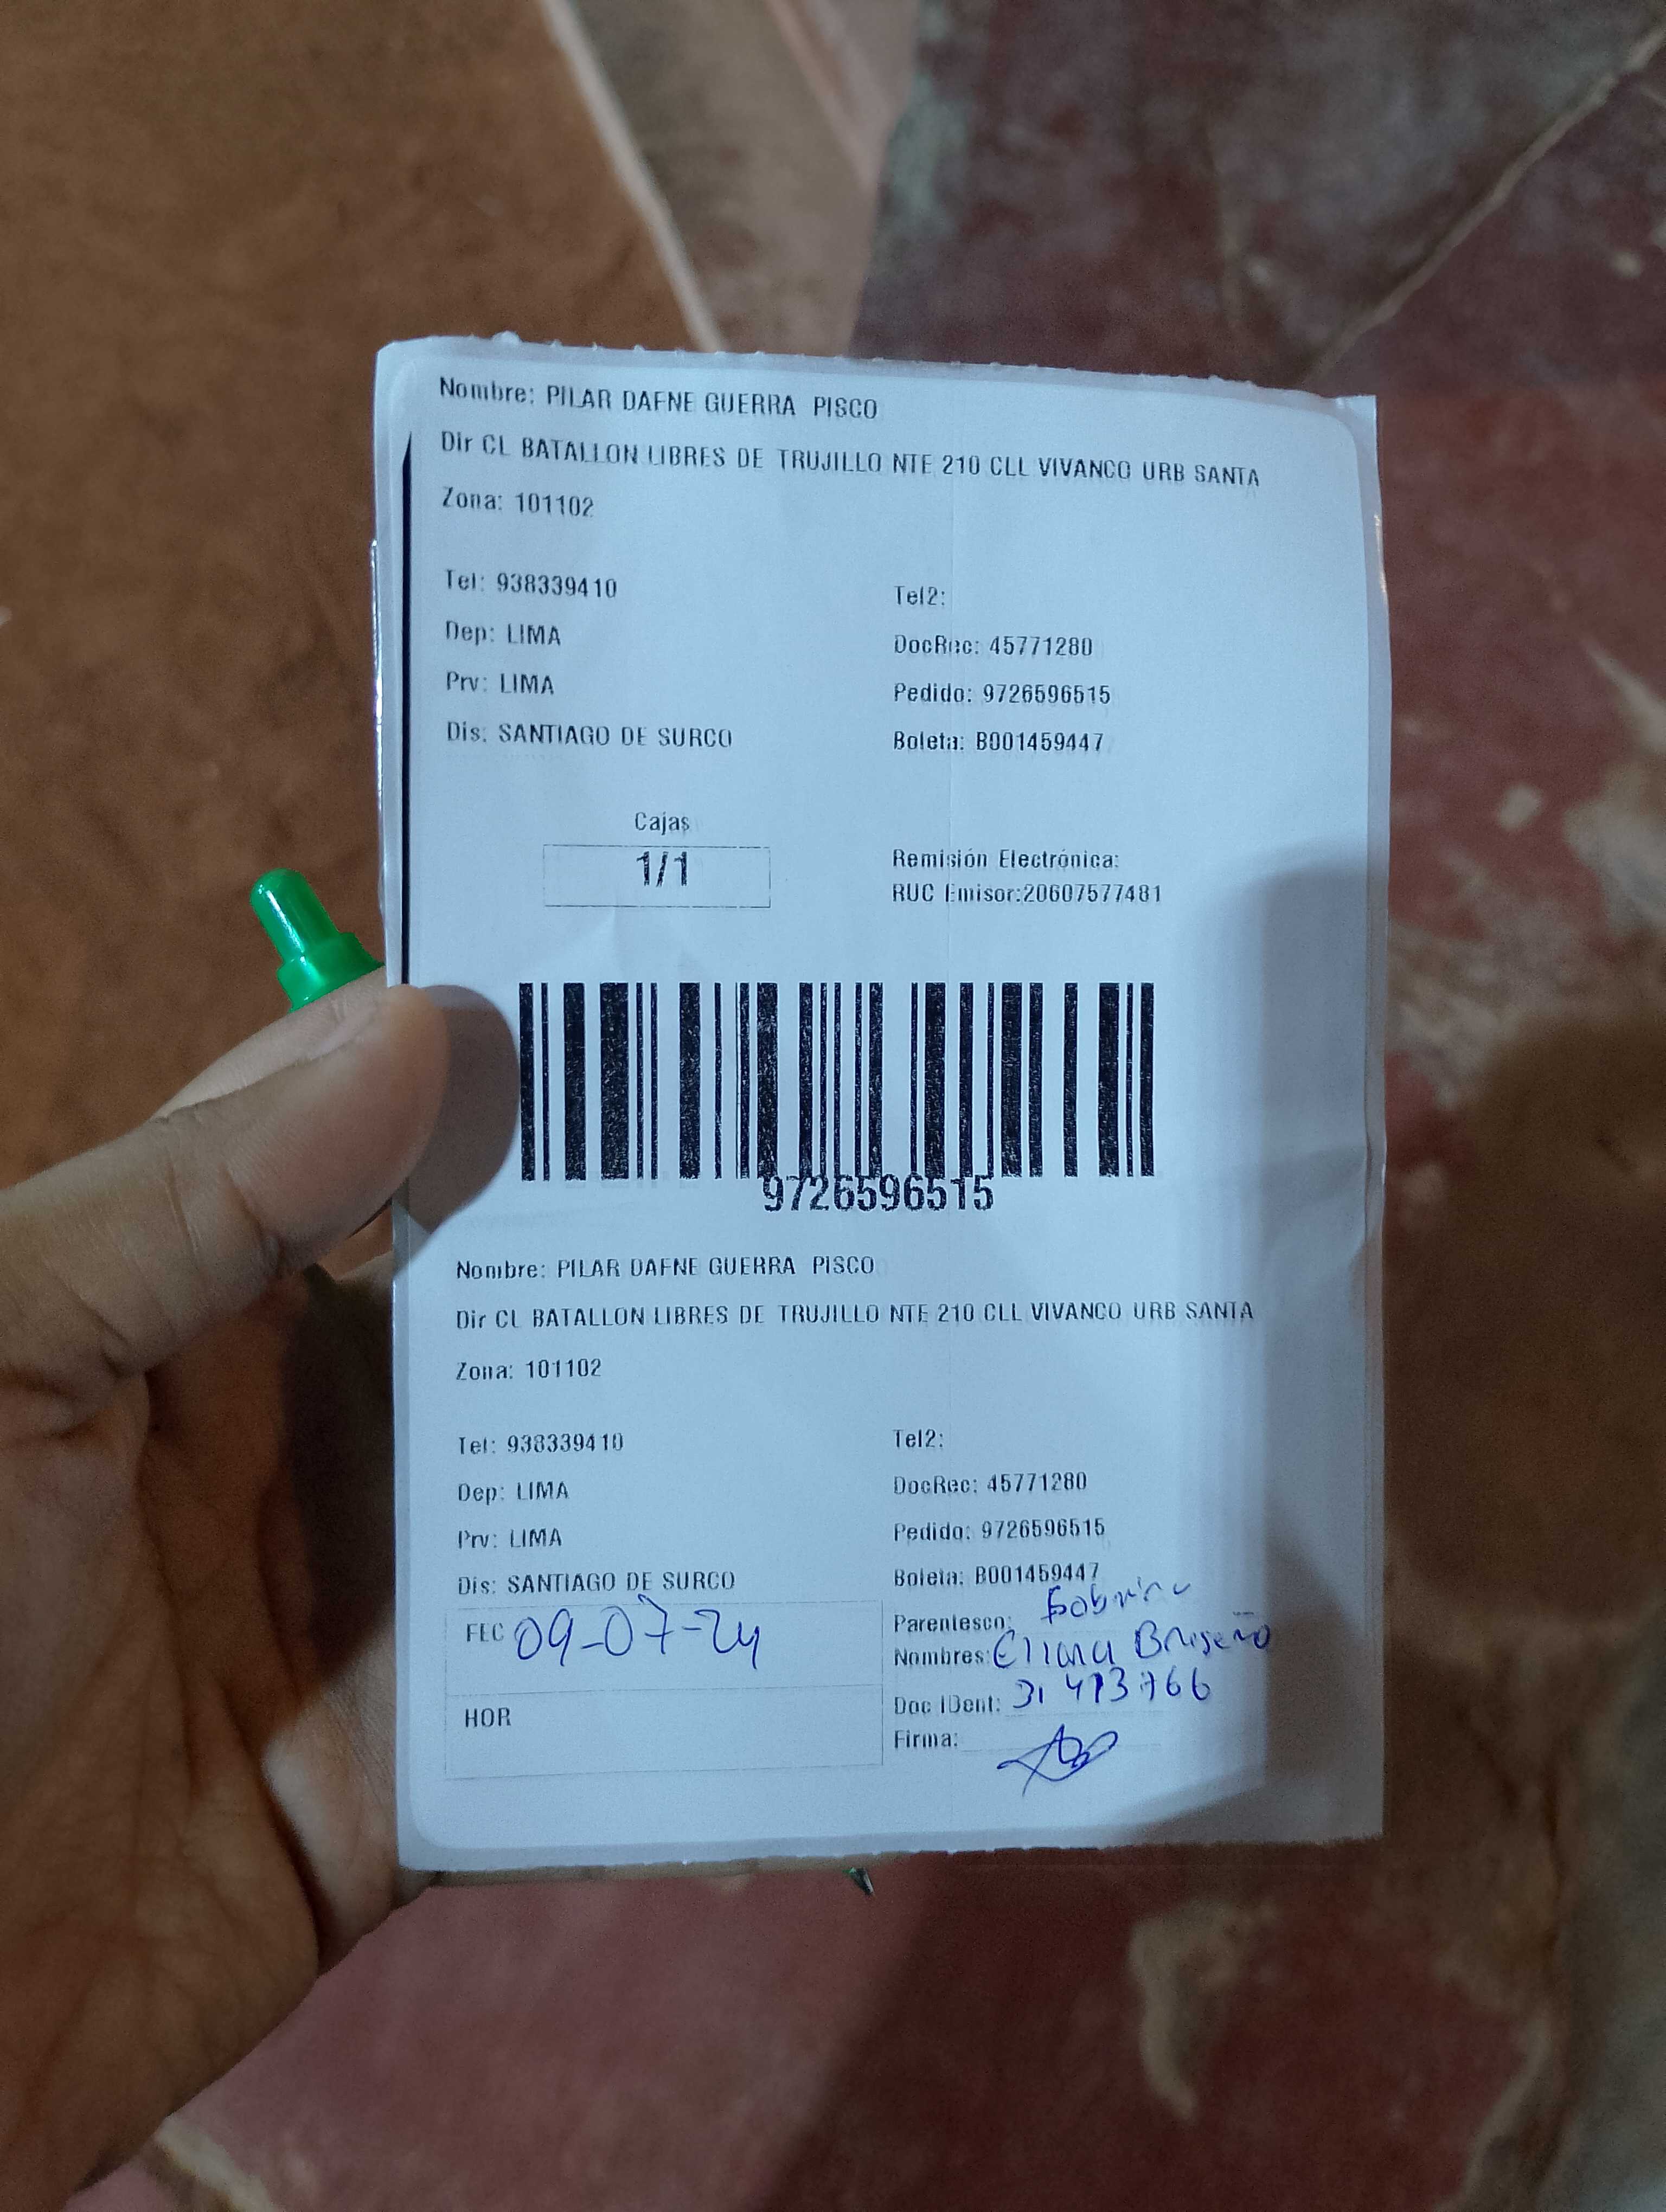 Nombre: PILAR DAFNE GUERRA PISCO
Dir CL BATALLON LIBRES DE TRUJILLO NTE 210 CLL VIVANCO URB SANTA
Zona: 101102
Tel: 938339410 Tel2:
Dep: LIMA DocRec: 45771280
Prv: LIMA Pedido: 9726596515
Dis: SANTIAGO DE SURCO Boleta: B001459447
Cajas
1/1
Remisión Electrónica:
RUC Emisor:20607577481
9726596515
Nombre: PILAR DAFNE GUERRA PISCO
Dir CL BATALLON LIBRES DE TRUJILLO NTE 210 CLL VIVANCO URB SANTA
Zona: 101102
Tel: 938339410 Tel2:
Dep: LIMA DocRec: 45771280
Prv: LIMA Pedido: 9726596515
Dis: SANTIAGO DE SURCO Boleta: B001459447
FEC 09-07-24
HOR
Parentesco:
Nombres: Briseño
Doc IDent:
Firma: